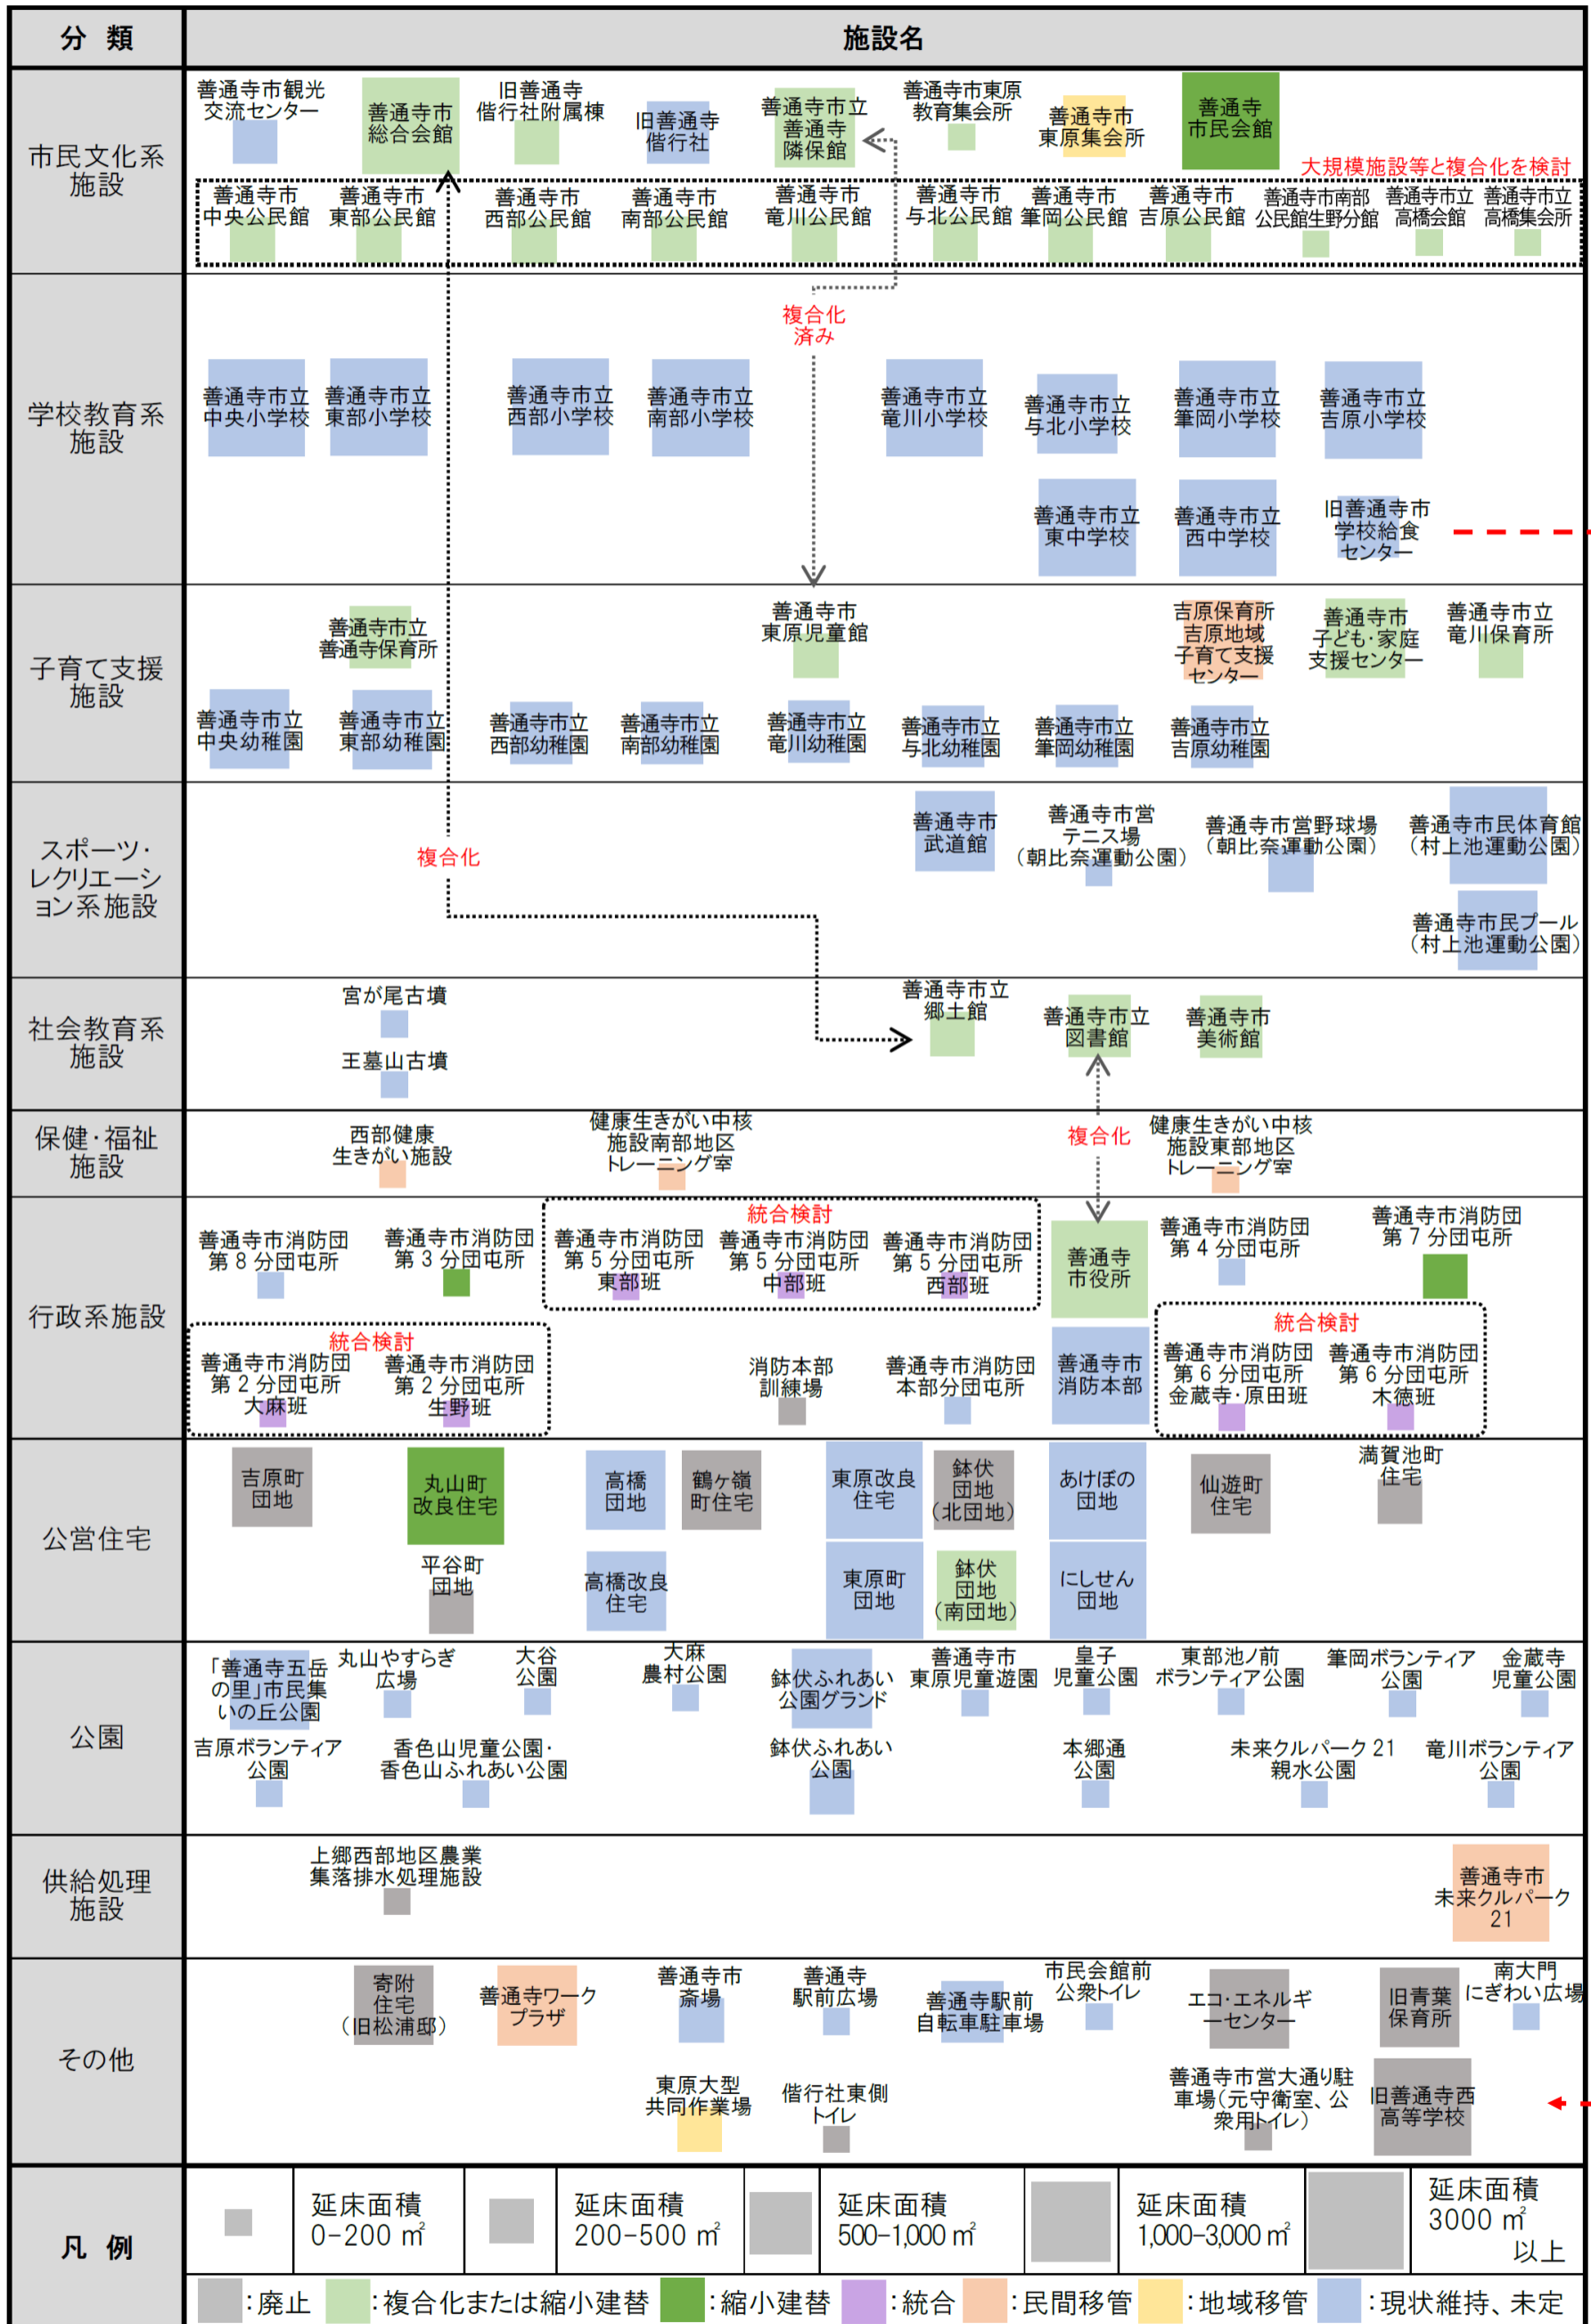 分 類
施設名
市民文化系
施設
善通寺市観光
交流センター
善通寺市
総合会館
旧善通寺
偕行社附属棟
旧善通寺
偕行社
善通寺市立
善通寺
隣保館
善通寺市東原
教育集会所
善通寺市
東原集会所
善通寺
市民会館
大規模施設等と複合化を検討
善通寺市
中央公民館
善通寺市
東部公民館
善通寺市
西部公民館
善通寺市
南部公民館
善通寺市
竜川公民館
善通寺市
与北公民館
善通寺市
筆岡公民館
善通寺市
吉原公民館
善通寺市南部
公民館生野分館
善通寺市立
高橋会館
善通寺市立
高橋集会所
複合化
済み
学校教育系
施設
善通寺市立
中央小学校
善通寺市立
東部小学校
善通寺市立
西部小学校
善通寺市立
南部小学校
善通寺市立
竜川小学校
善通寺市立
与北小学校
善通寺市立
筆岡小学校
善通寺市立
吉原小学校
善通寺市立
東中学校
善通寺市立
西中学校
旧善通寺市
学校給食
センター
子育て支援
施設
善通寺市立
善通寺保育所
善通寺市
東原児童館
吉原保育所
吉原地域
子育て支援
センター
善通寺市
子ども・家庭
支援センター
善通寺市立
竜川保育所
善通寺市立
中央幼稚園
善通寺市立
東部幼稚園
善通寺市立
西部幼稚園
善通寺市立
南部幼稚園
善通寺市立
竜川幼稚園
善通寺市立
与北幼稚園
善通寺市立
筆岡幼稚園
善通寺市立
吉原幼稚園
スポーツ・
レクリエーシ
ョン系施設
複合化
善通寺市
武道館
善通寺市営
テニス場
（朝比奈運動公園）
善通寺市営野球場
（朝比奈運動公園）
善通寺市民体育館
（村上池運動公園）
善通寺市民プール
（村上池運動公園）
社会教育系
施設
宮が尾古墳
王墓山古墳
善通寺市立
郷土館
善通寺市立
図書館
善通寺市
美術館
保健・福祉
施設
西部健康
生きがい施設
健康生きがい中核
施設南部地区
トレーニング室
複合化
健康生きがい中核
施設東部地区
トレーニング室
行政系施設
善通寺市消防団
第８分団屯所
善通寺市消防団
第３分団屯所
統合検討
善通寺市消防団
第５分団屯所
東部班
善通寺市消防団
第５分団屯所
中部班
善通寺市消防団
第５分団屯所
西部班
善通寺
市役所
善通寺市消防団
第４分団屯所
善通寺市消防団
第７分団屯所
統合検討
善通寺市消防団
第２分団屯所
大麻班
善通寺市消防団
第２分団屯所
生野班
消防本部
訓練場
善通寺市消防団
本部分団屯所
善通寺市
消防本部
統合検討
善通寺市消防団
第６分団屯所
金蔵寺・原田班
善通寺市消防団
第６分団屯所
木徳班
公営住宅
吉原町
団地
丸山町
改良住宅
高橋
団地
鶴ヶ嶺
町住宅
東原改良
住宅
鉢伏
団地
（北団地）
あけぼの
団地
仙遊町
住宅
満賀池町
住宅
平谷町
団地
高橋改良
住宅
東原町
団地
鉢伏
団地
（南団地）
にしせん
団地
公園
「善通寺五岳
の里」市民集
いの丘公園
丸山やすらぎ
広場
大谷
公園
大麻
農村公園
鉢伏ふれあい
公園グランド
善通寺市
東原児童遊園
皇子
児童公園
東部池ノ前
ボランティア公園
筆岡ボランティア
公園
金蔵寺
児童公園
吉原ボランティア
公園
香色山児童公園・
香色山ふれあい公園
鉢伏ふれあい
公園
本郷通
公園
未来クルパーク21
親水公園
竜川ボランティア
公園
供給処理
施設
上郷西部地区農業
集落排水処理施設
善通寺市
未来クルパーク
21
その他
寄附
住宅
（旧松浦邸）
善通寺ワーク
プラザ
善通寺市
斎場
善通寺
駅前広場
善通寺駅前
自転車駐車場
市民会館前
公衆トイレ
エコ・エネルギ
ーセンター
旧青葉
保育所
南大門
にぎわい広場
東原大型
共同作業場
偕行社東側
トイレ
善通寺市営大通り駐
車場（元守衛室、公
衆用トイレ）
旧善通寺西
高等学校
凡 例
延床面積
0-200 ㎡
延床面積
200-500 ㎡
延床面積
500-1,000 ㎡
延床面積
1,000-3,000 ㎡
延床面積
3000 ㎡
以上
：廃止
：複合化または縮小建替
：縮小建替
：統合
：民間移管
：地域移管
：現状維持、未定